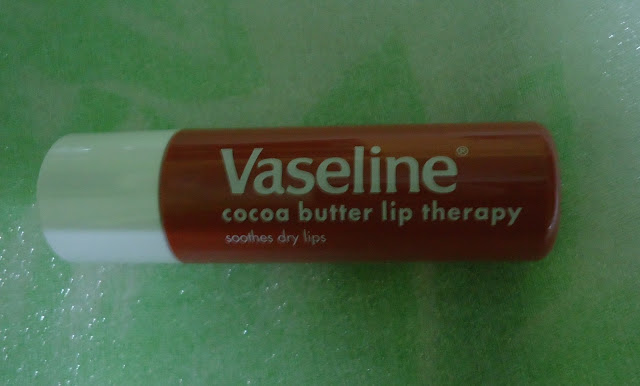 Vaseline®
cocoa butter lip therapy
soothes dry lips